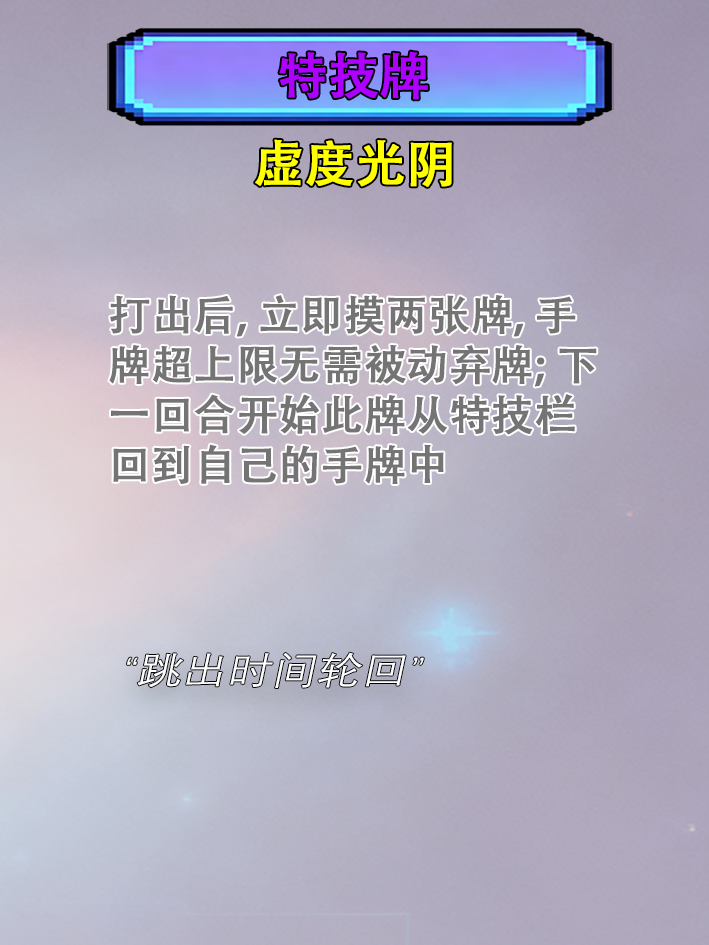 特技牌
虚度光阴
打出后, 立即摸两张牌, 手
牌超上限无需被动弃牌; 下
一回合开始此牌从特技栏
回到自己的手牌中
“跳出时间轮回”